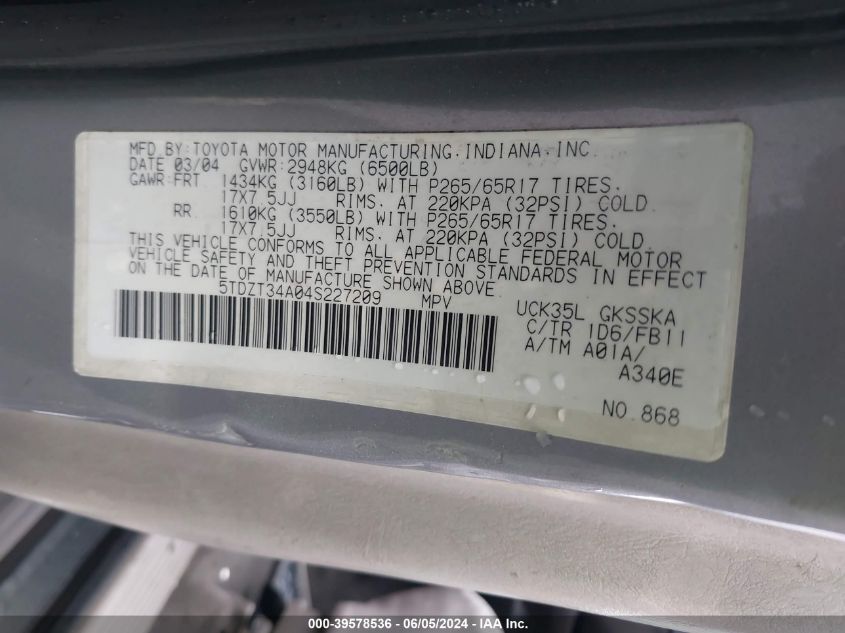 MFD.BY:TOYOTA MOTOR MANUFACTURING.INDIANA.INC.
DATE 03/04 GVWR:2948KG (6500LB)
GAWR:FRT 1434KG (3160LB) WITH P265/65R17 TIRES.
17X7.5JJ RIMS. AT 220KPA (32PSI) COLD
RR 1610KG (3550LB) WITH P265/65R17 TIRES.
17X7.5JJ RIMS. AT 220KPA (32PSI) COLD.
THIS VEHICLE CONFORMS TO ALL APPLICABLE FEDERAL MOTOR
VEHICLE SAFETY AND THEFT PREVENTION STANDARDS IN EFFECT
ON THE DATE OF MANUFACTURE SHOWN ABOVE.
5TDZT34A04S227209 MPV
UCK35L GKSSKA
C/TR 1D6/FB11
A/TM A01A/
A340E
NO.868
000-39578536 - 06/05/2024 - IAAI Inc.